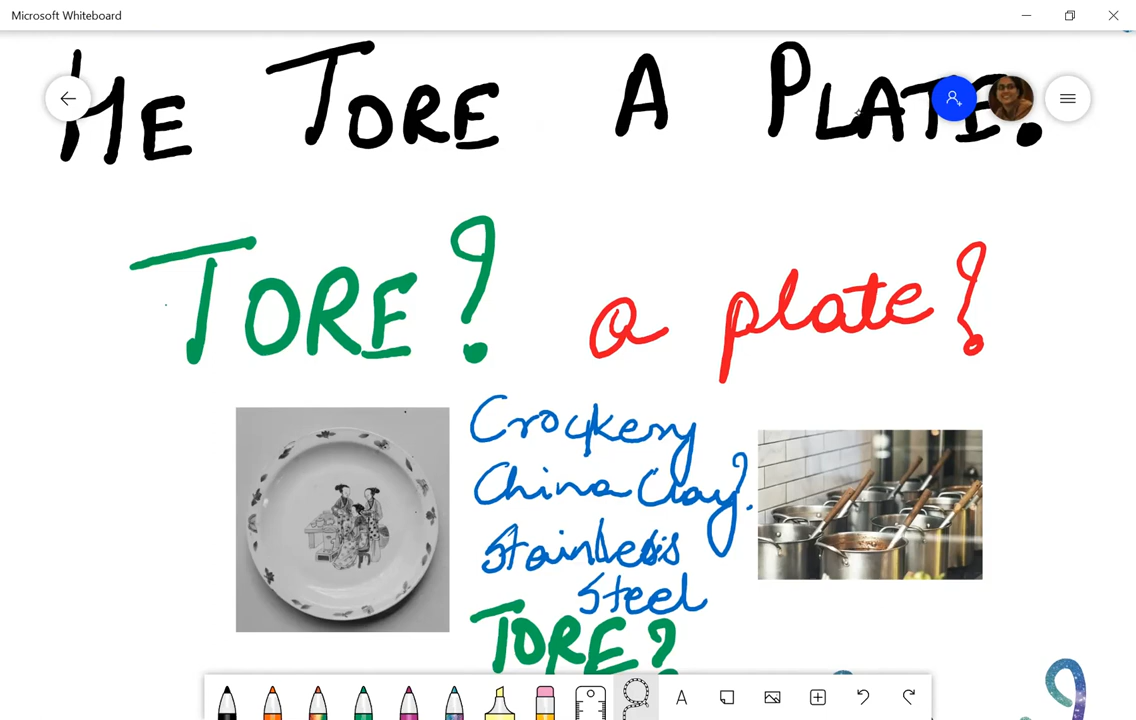 Microsoft Whiteboard
HE TORE A PLATE.
TORE? a plate?
Crockery
China Clay?
Stainless
Steel
TORE?